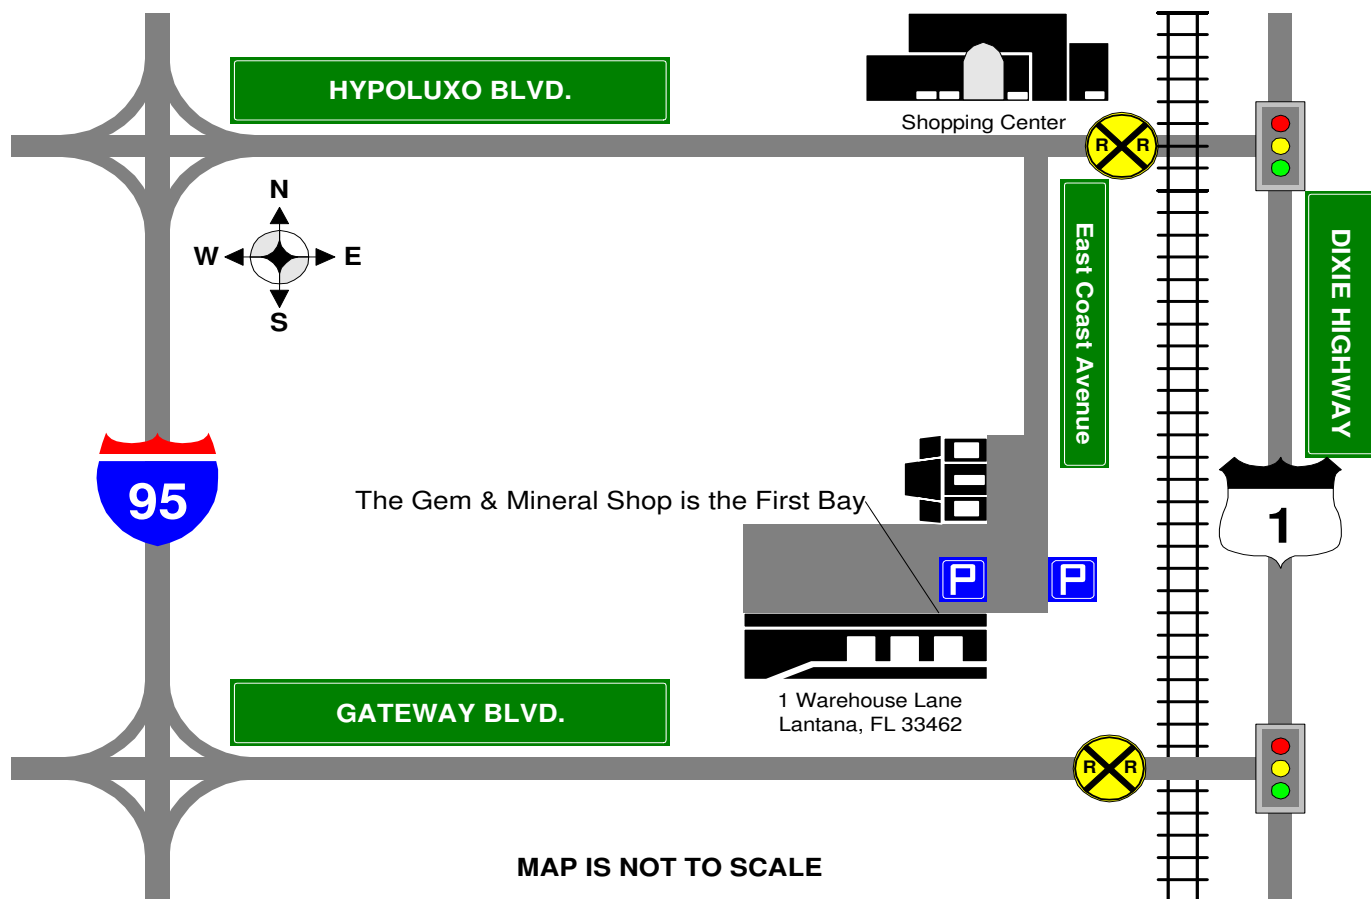 HYPOLUXO BLVD.
Shopping Center
R R
N
W E
S
East Coast Avenue
DIXIE HIGHWAY
95
The Gem & Mineral Shop is the First Bay
1
P P
GATEWAY BLVD.
1 Warehouse Lane
Lantana, FL 33462
R R
MAP IS NOT TO SCALE